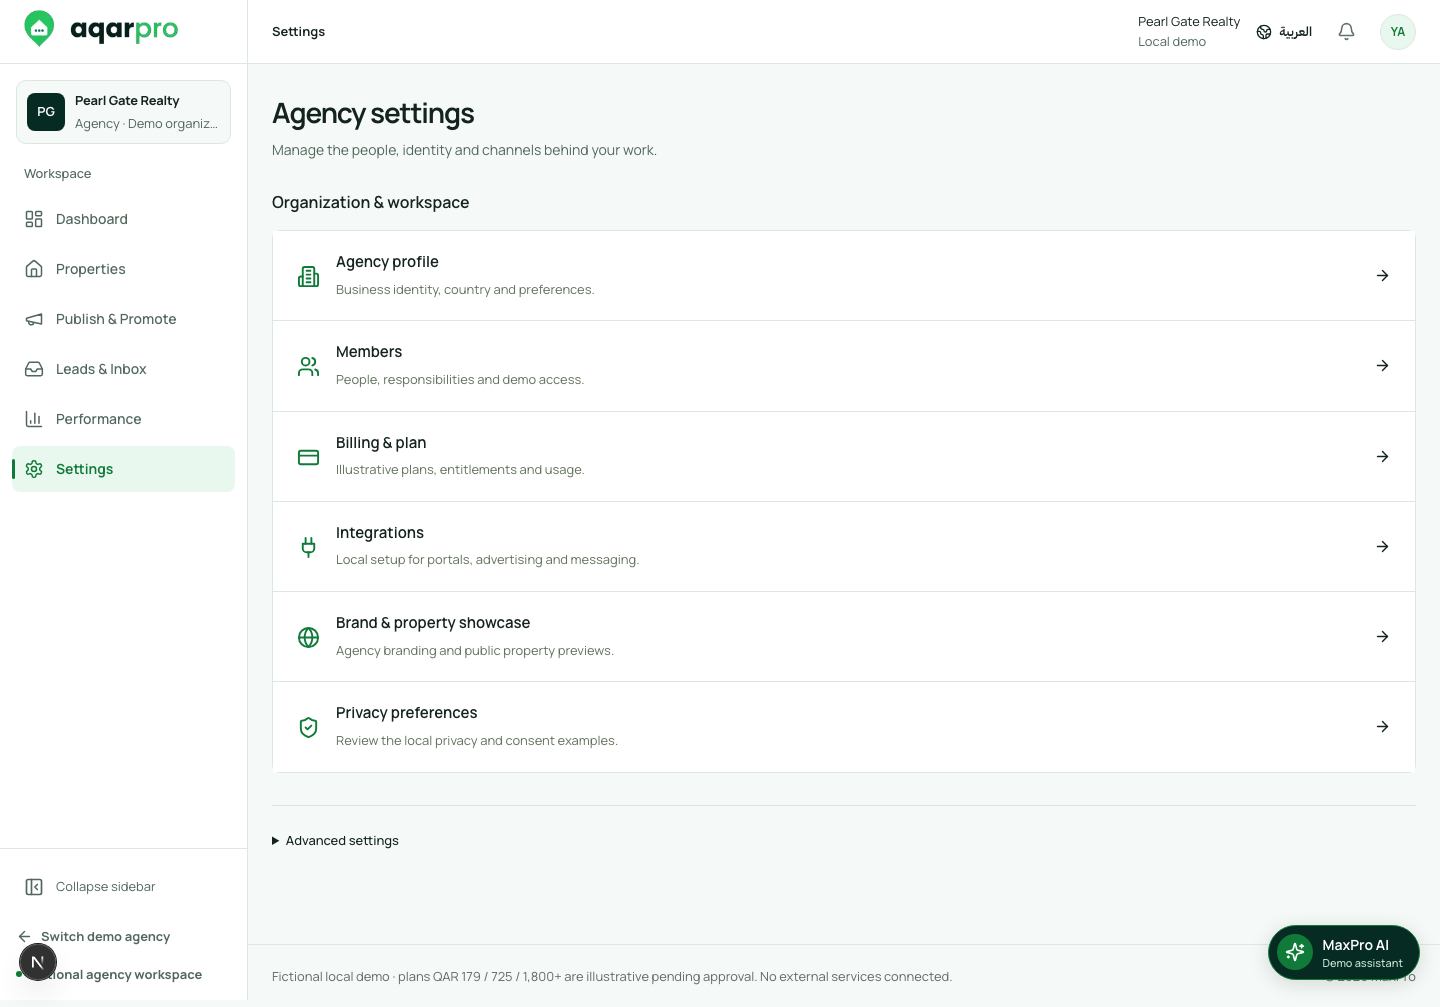 aqarpro
Settings
Pearl Gate Realty
Local demo
العربية
YA
PG
Pearl Gate Realty
Agency · Demo organiz...
Workspace
Dashboard
Properties
Publish & Promote
Leads & Inbox
Performance
Settings
Collapse sidebar
Switch demo agency
agency workspace
N
Agency settings
Manage the people, identity and channels behind your work.
Organization & workspace
Agency profile
Business identity, country and preferences.
Members
People, responsibilities and demo access.
Billing & plan
Illustrative plans, entitlements and usage.
Integrations
Local setup for portals, advertising and messaging.
Brand & property showcase
Agency branding and public property previews.
Privacy preferences
Review the local privacy and consent examples.
Advanced settings
Fictional local demo · plans QAR 179 / 725 / 1,800+ are illustrative pending approval. No external services connected.
MaxPro AI
Demo assistant